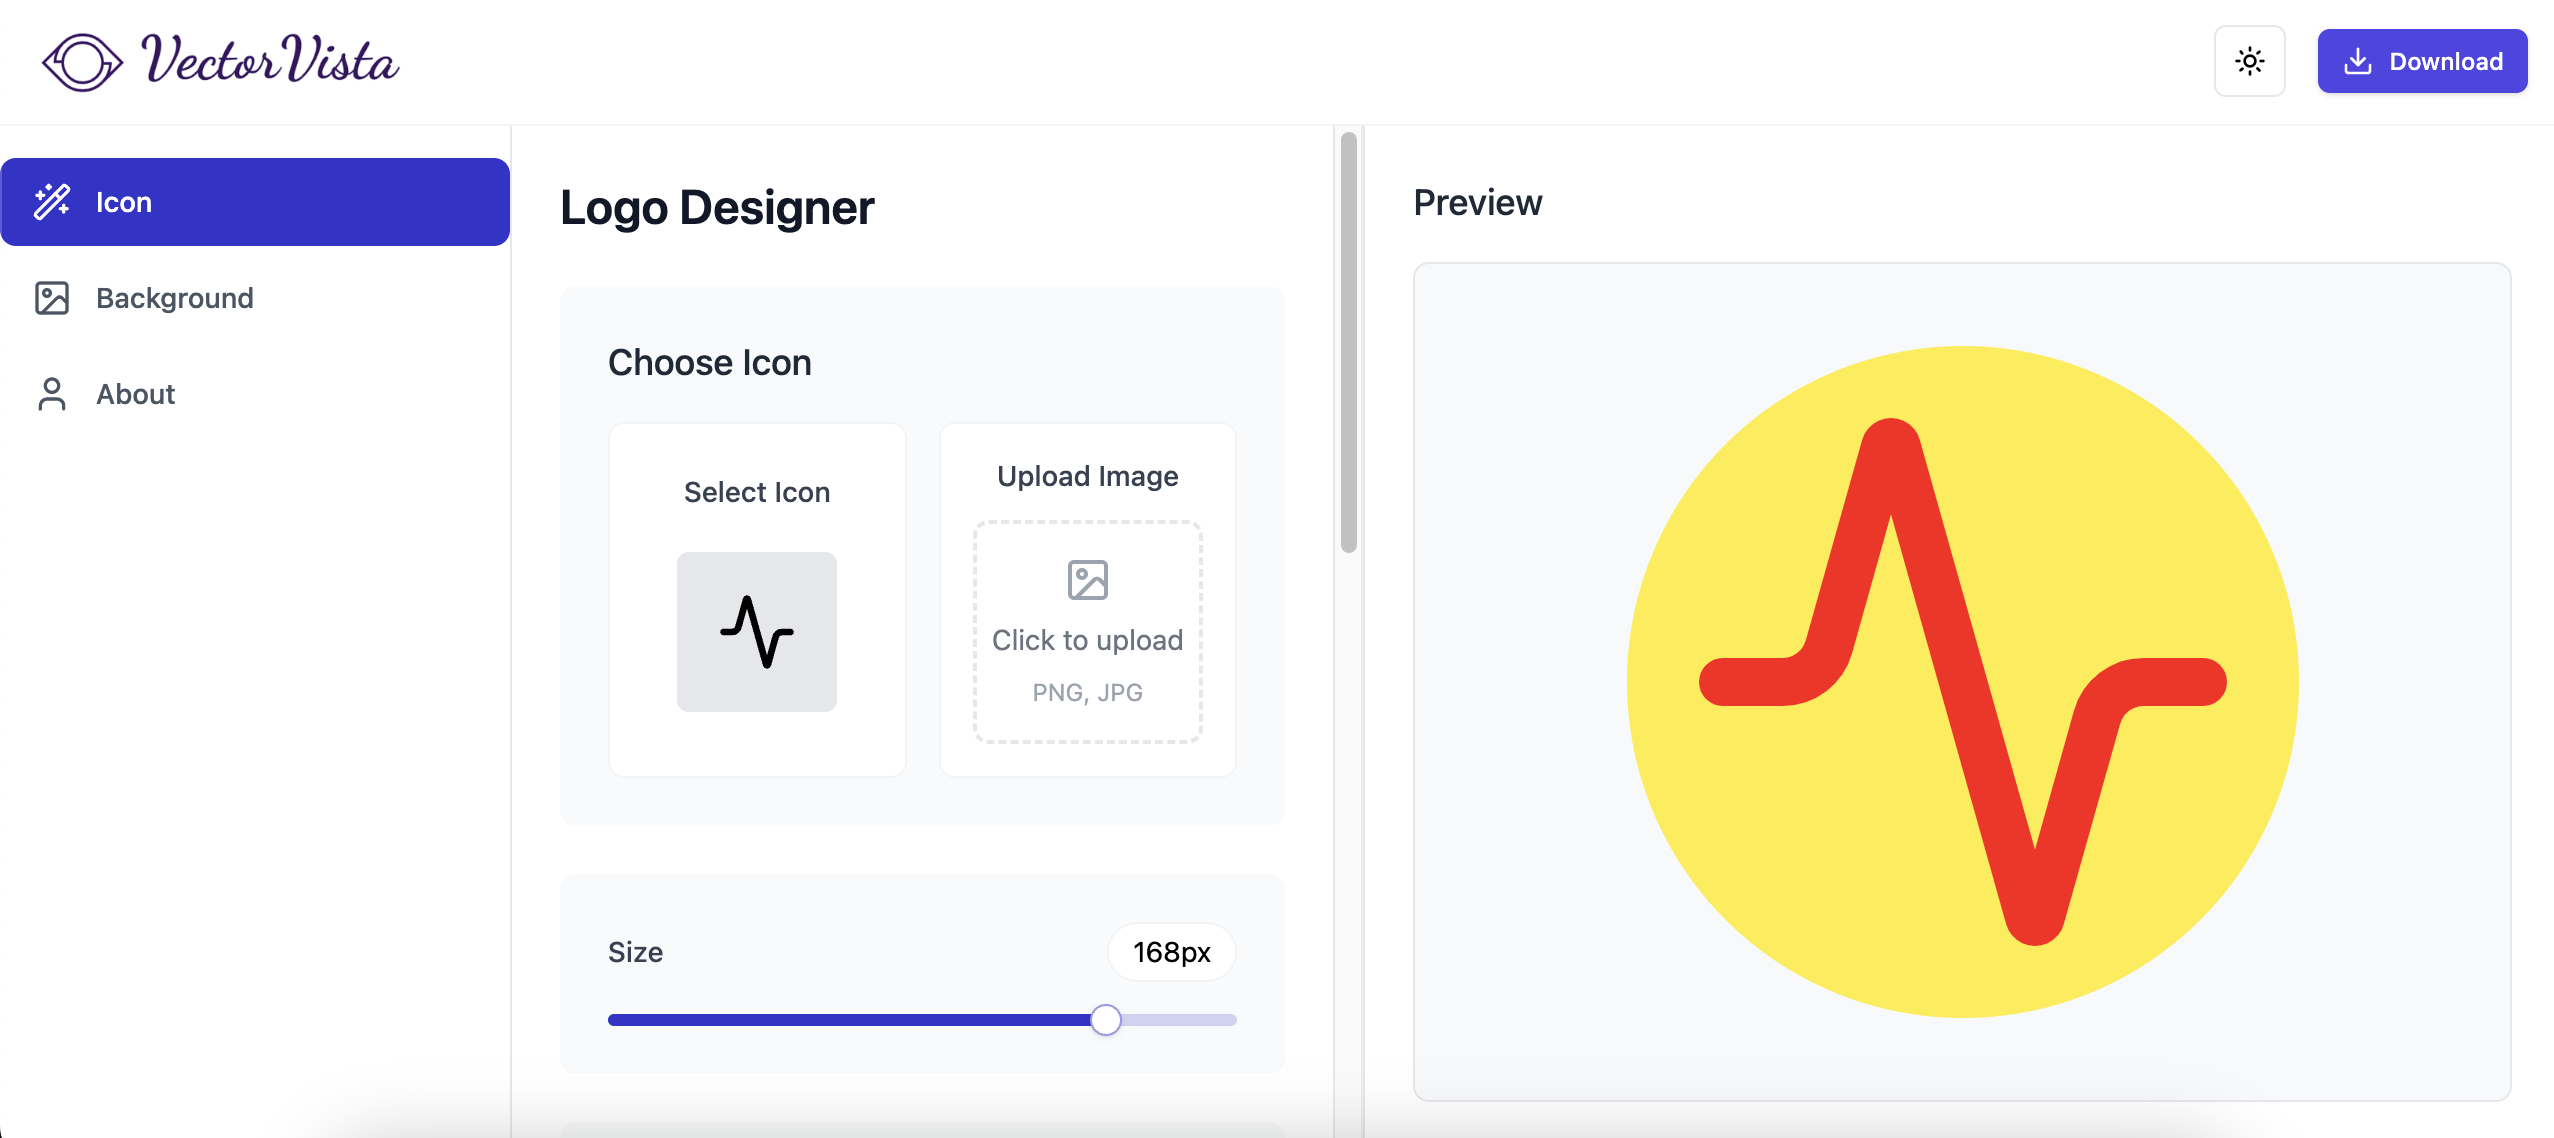 VectorVista
Download
Icon
Background
About
Logo Designer
Choose Icon
Select Icon
Upload Image
Click to upload
PNG, JPG
Size
168px
Preview